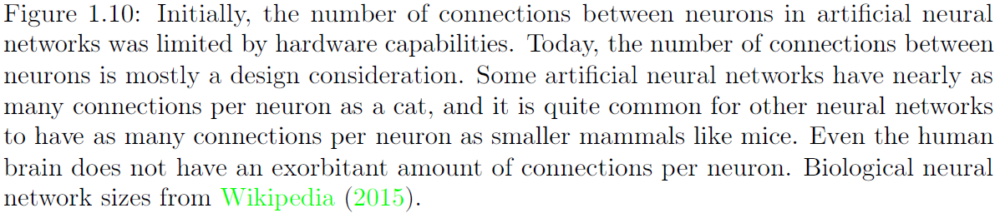 Figure 1.10: Initially, the number of connections between neurons in artificial neural
networks was limited by hardware capabilities. Today, the number of connections between
neurons is mostly a design consideration. Some artificial neural networks have nearly as
many connections per neuron as a cat, and it is quite common for other neural networks
to have as many connections per neuron as smaller mammals like mice. Even the human
brain does not have an exorbitant amount of connections per neuron. Biological neural
network sizes from Wikipedia (2015).